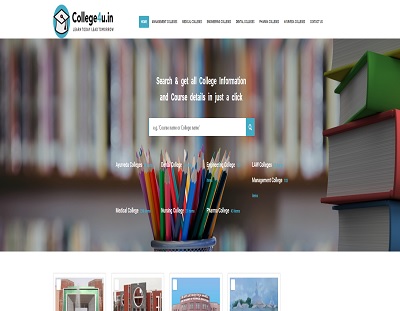 College4u.in
LEARN TODAY LEAD TOMORROW
HOME MANAGEMENT COLLEGES MEDICAL COLLEGES ENGINEERING COLLEGES DENTAL COLLEGES PHARMA COLLEGES AYURVEDA COLLEGES CONTACT US
Search & get all College Information
and Course details in just a click
e.g. Course name or College name
Ayurveda Colleges
Dental College
Engineering College
LAW Colleges
Management College
Medical College
Nursing College
Pharma College